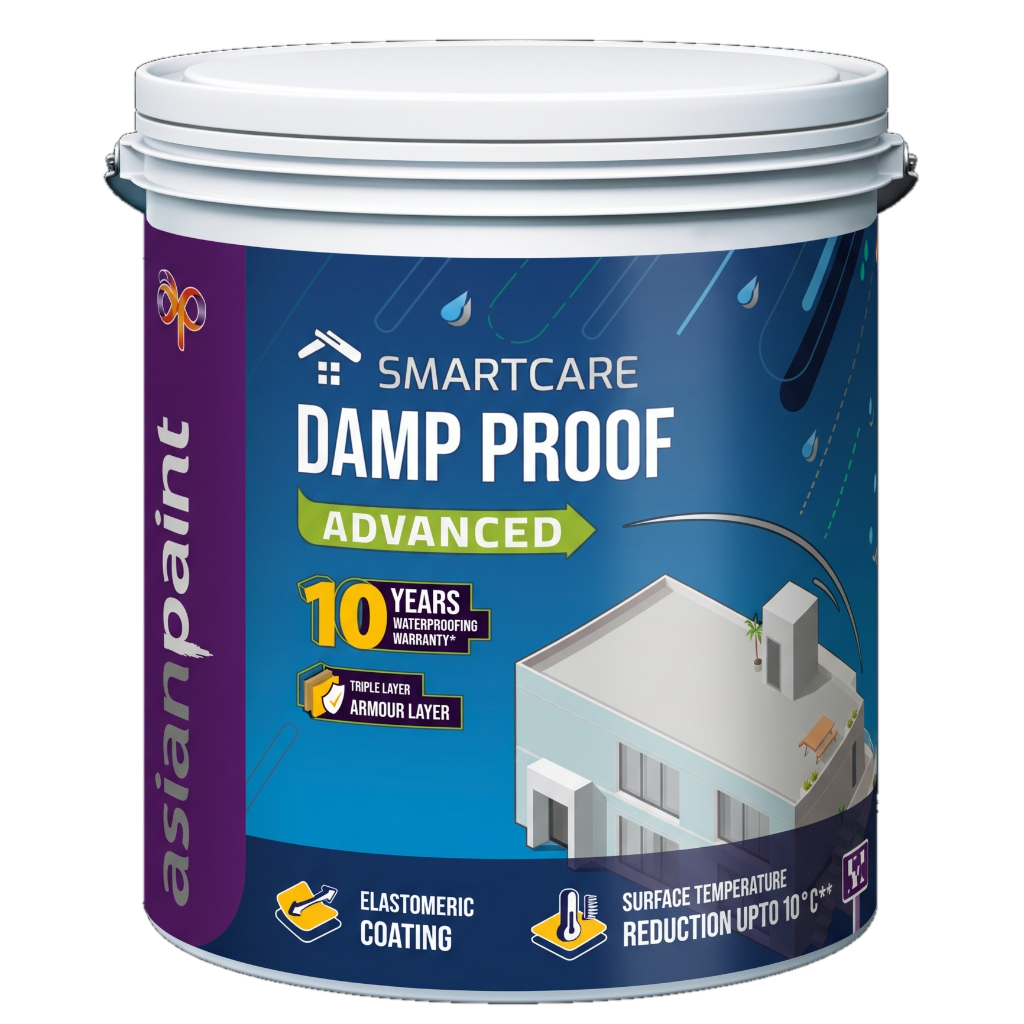 asianpaint
SMARTCARE
DAMP PROOF
ADVANCED
10 YEARS
WATERPROOFING
WARRANTY*
TRIPLE LAYER
ARMOUR LAYER
ELASTOMERIC
COATING
SURFACE TEMPERATURE
REDUCTION UPTO 10°C**